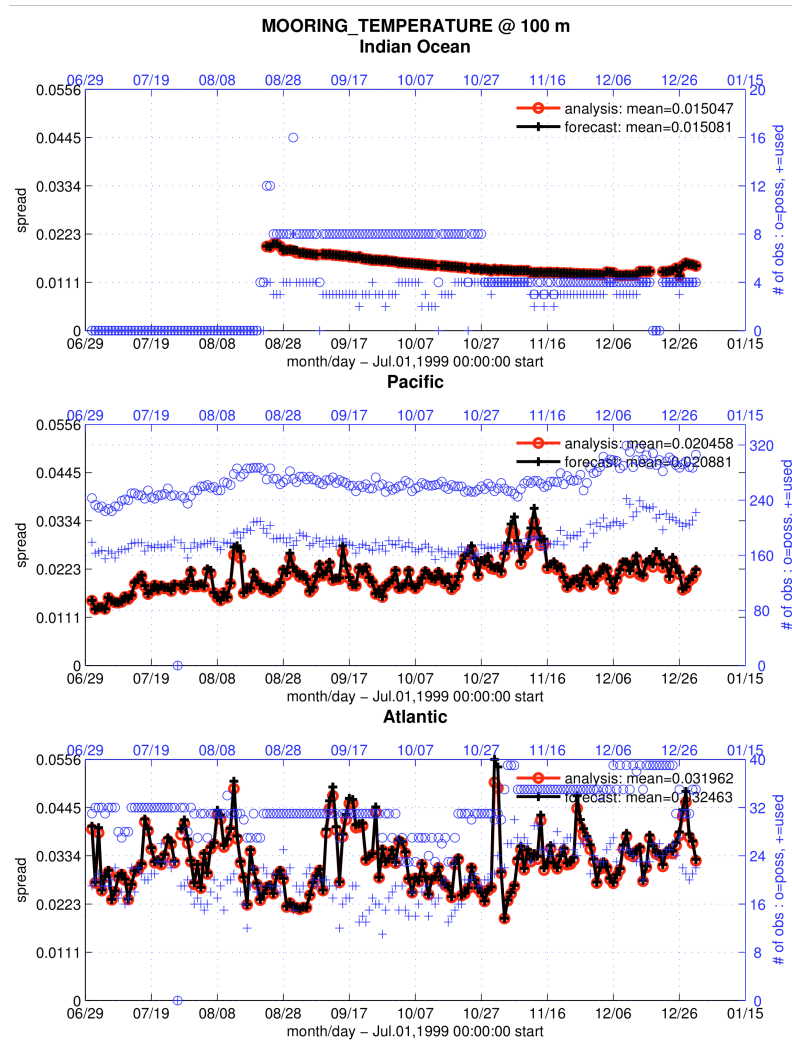 MOORING_TEMPERATURE @ 100 m
Indian Ocean
06/29 07/19 08/08 08/28 09/17 10/07 10/27 11/16 12/06 12/26 01/15
0.0556 20
analysis: mean=0.015047
forecast: mean=0.015081
0.0445 16
0.0334 12
0.0223 8
0.0111 4
0 0
spread
# of obs : o=poss, +=used
06/29 07/19 08/08 08/28 09/17 10/07 10/27 11/16 12/06 12/26 01/15
month/day − Jul.01,1999 00:00:00 start
Pacific
06/29 07/19 08/08 08/28 09/17 10/07 10/27 11/16 12/06 12/26 01/15
0.0556
analysis: mean=0.020458
320
forecast: mean=0.020881
0.0445
240
0.0334
160
0.0223
80
0.0111
0 0
spread
# of obs : o=poss, +=used
06/29 07/19 08/08 08/28 09/17 10/07 10/27 11/16 12/06 12/26 01/15
month/day − Jul.01,1999 00:00:00 start
Atlantic
06/29 07/19 08/08 08/28 09/17 10/07 10/27 11/16 12/06 12/26 01/15
0.0556 40
analysis: mean=0.031962
forecast: mean=0.032463
0.0445 32
0.0334 24
0.0223 16
0.0111 8
0 0
spread
# of obs : o=poss, +=used
06/29 07/19 08/08 08/28 09/17 10/07 10/27 11/16 12/06 12/26 01/15
month/day − Jul.01,1999 00:00:00 start